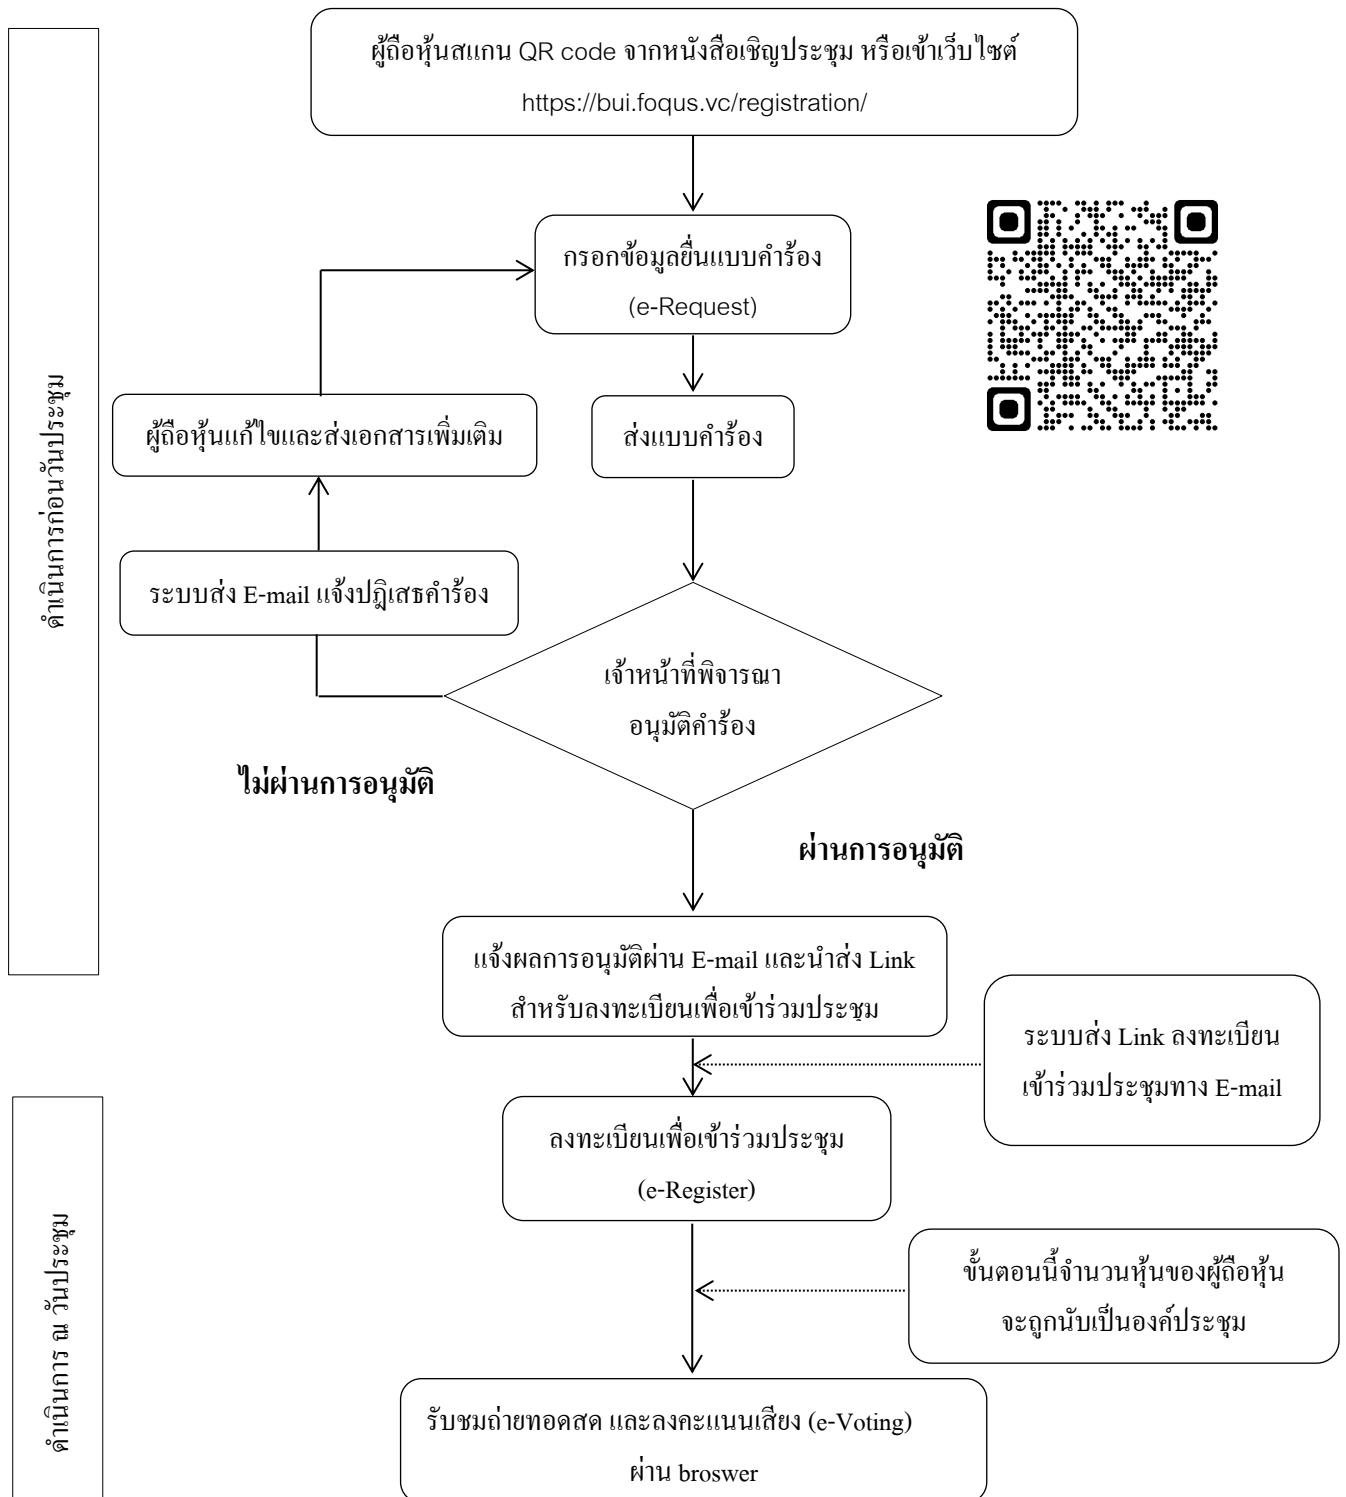 ผู้ถือหุ้นสแกน QR code จากหนังสือเชิญประชุม หรือเข้าเว็บไซต์
https://bui.foqus.vc/registration/
กรอกข้อมูลยื่นแบบคำร้อง
(e-Request)
ผู้ถือหุ้นแก้ไขและส่งเอกสารเพิ่มเติม
ส่งแบบคำร้อง
ดำเนินการก่อนวันประชุม
ระบบส่ง E-mail แจ้งปฎิเสธคำร้อง
เจ้าหน้าที่พิจารณา
อนุมัติคำร้อง
ไม่ผ่านการอนุมัติ
ผ่านการอนุมัติ
แจ้งผลการอนุมัติผ่าน E-mail และนำส่ง Link
สำหรับลงทะเบียนเพื่อเข้าร่วมประชุม
ระบบส่ง Link ลงทะเบียน
เข้าร่วมประชุมทาง E-mail
ลงทะเบียนเพื่อเข้าร่วมประชุม
(e-Register)
ดำเนินการ ณ วันประชุม
ขั้นตอนนี้จำนวนหุ้นของผู้ถือหุ้น
จะถูกนับเป็นองค์ประชุม
รับชมถ่ายทอดสด และลงคะแนนเสียง (e-Voting)
ผ่าน broswer